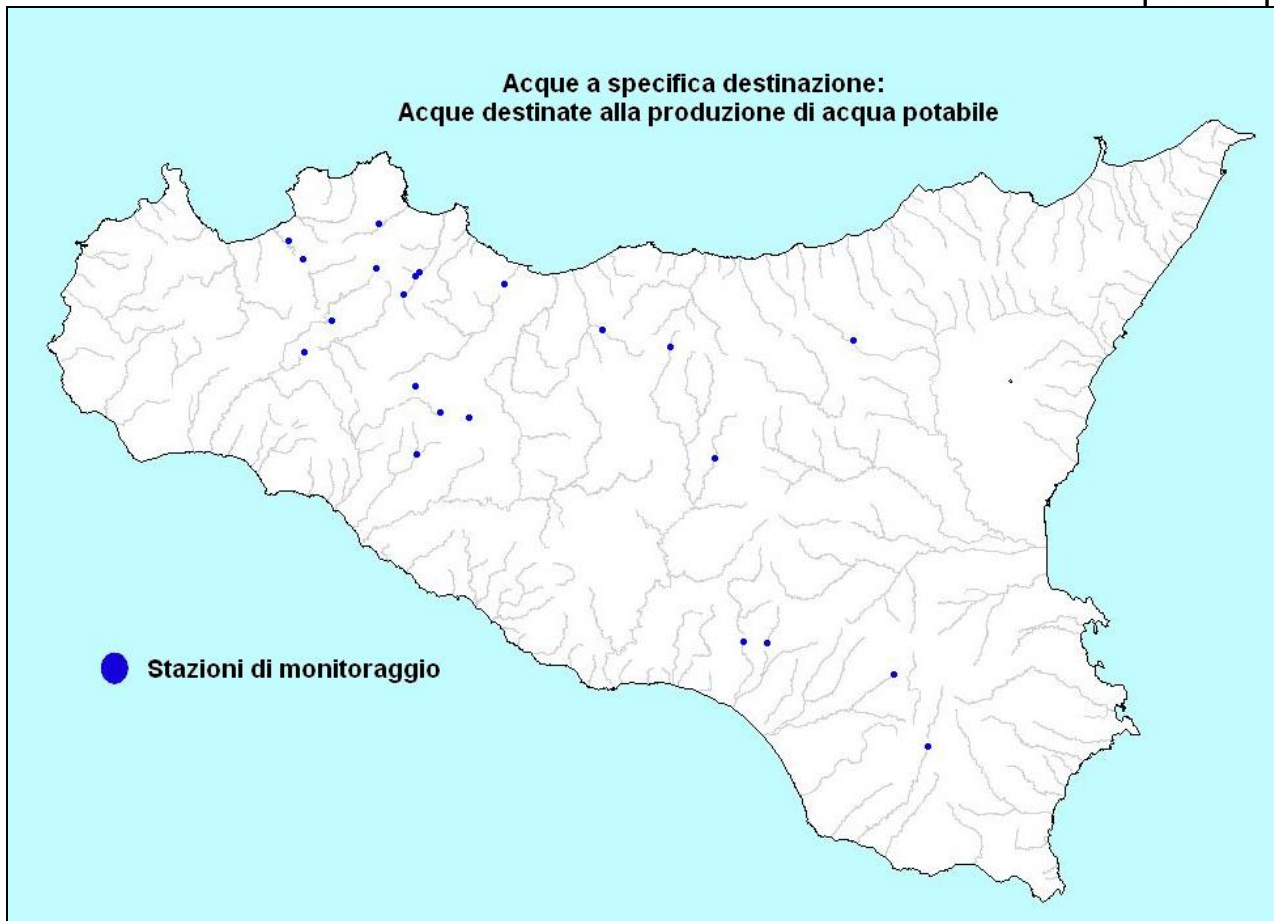 Acque a specifica destinazione:
Acque destinate alla produzione di acqua potabile
Stazioni di monitoraggio